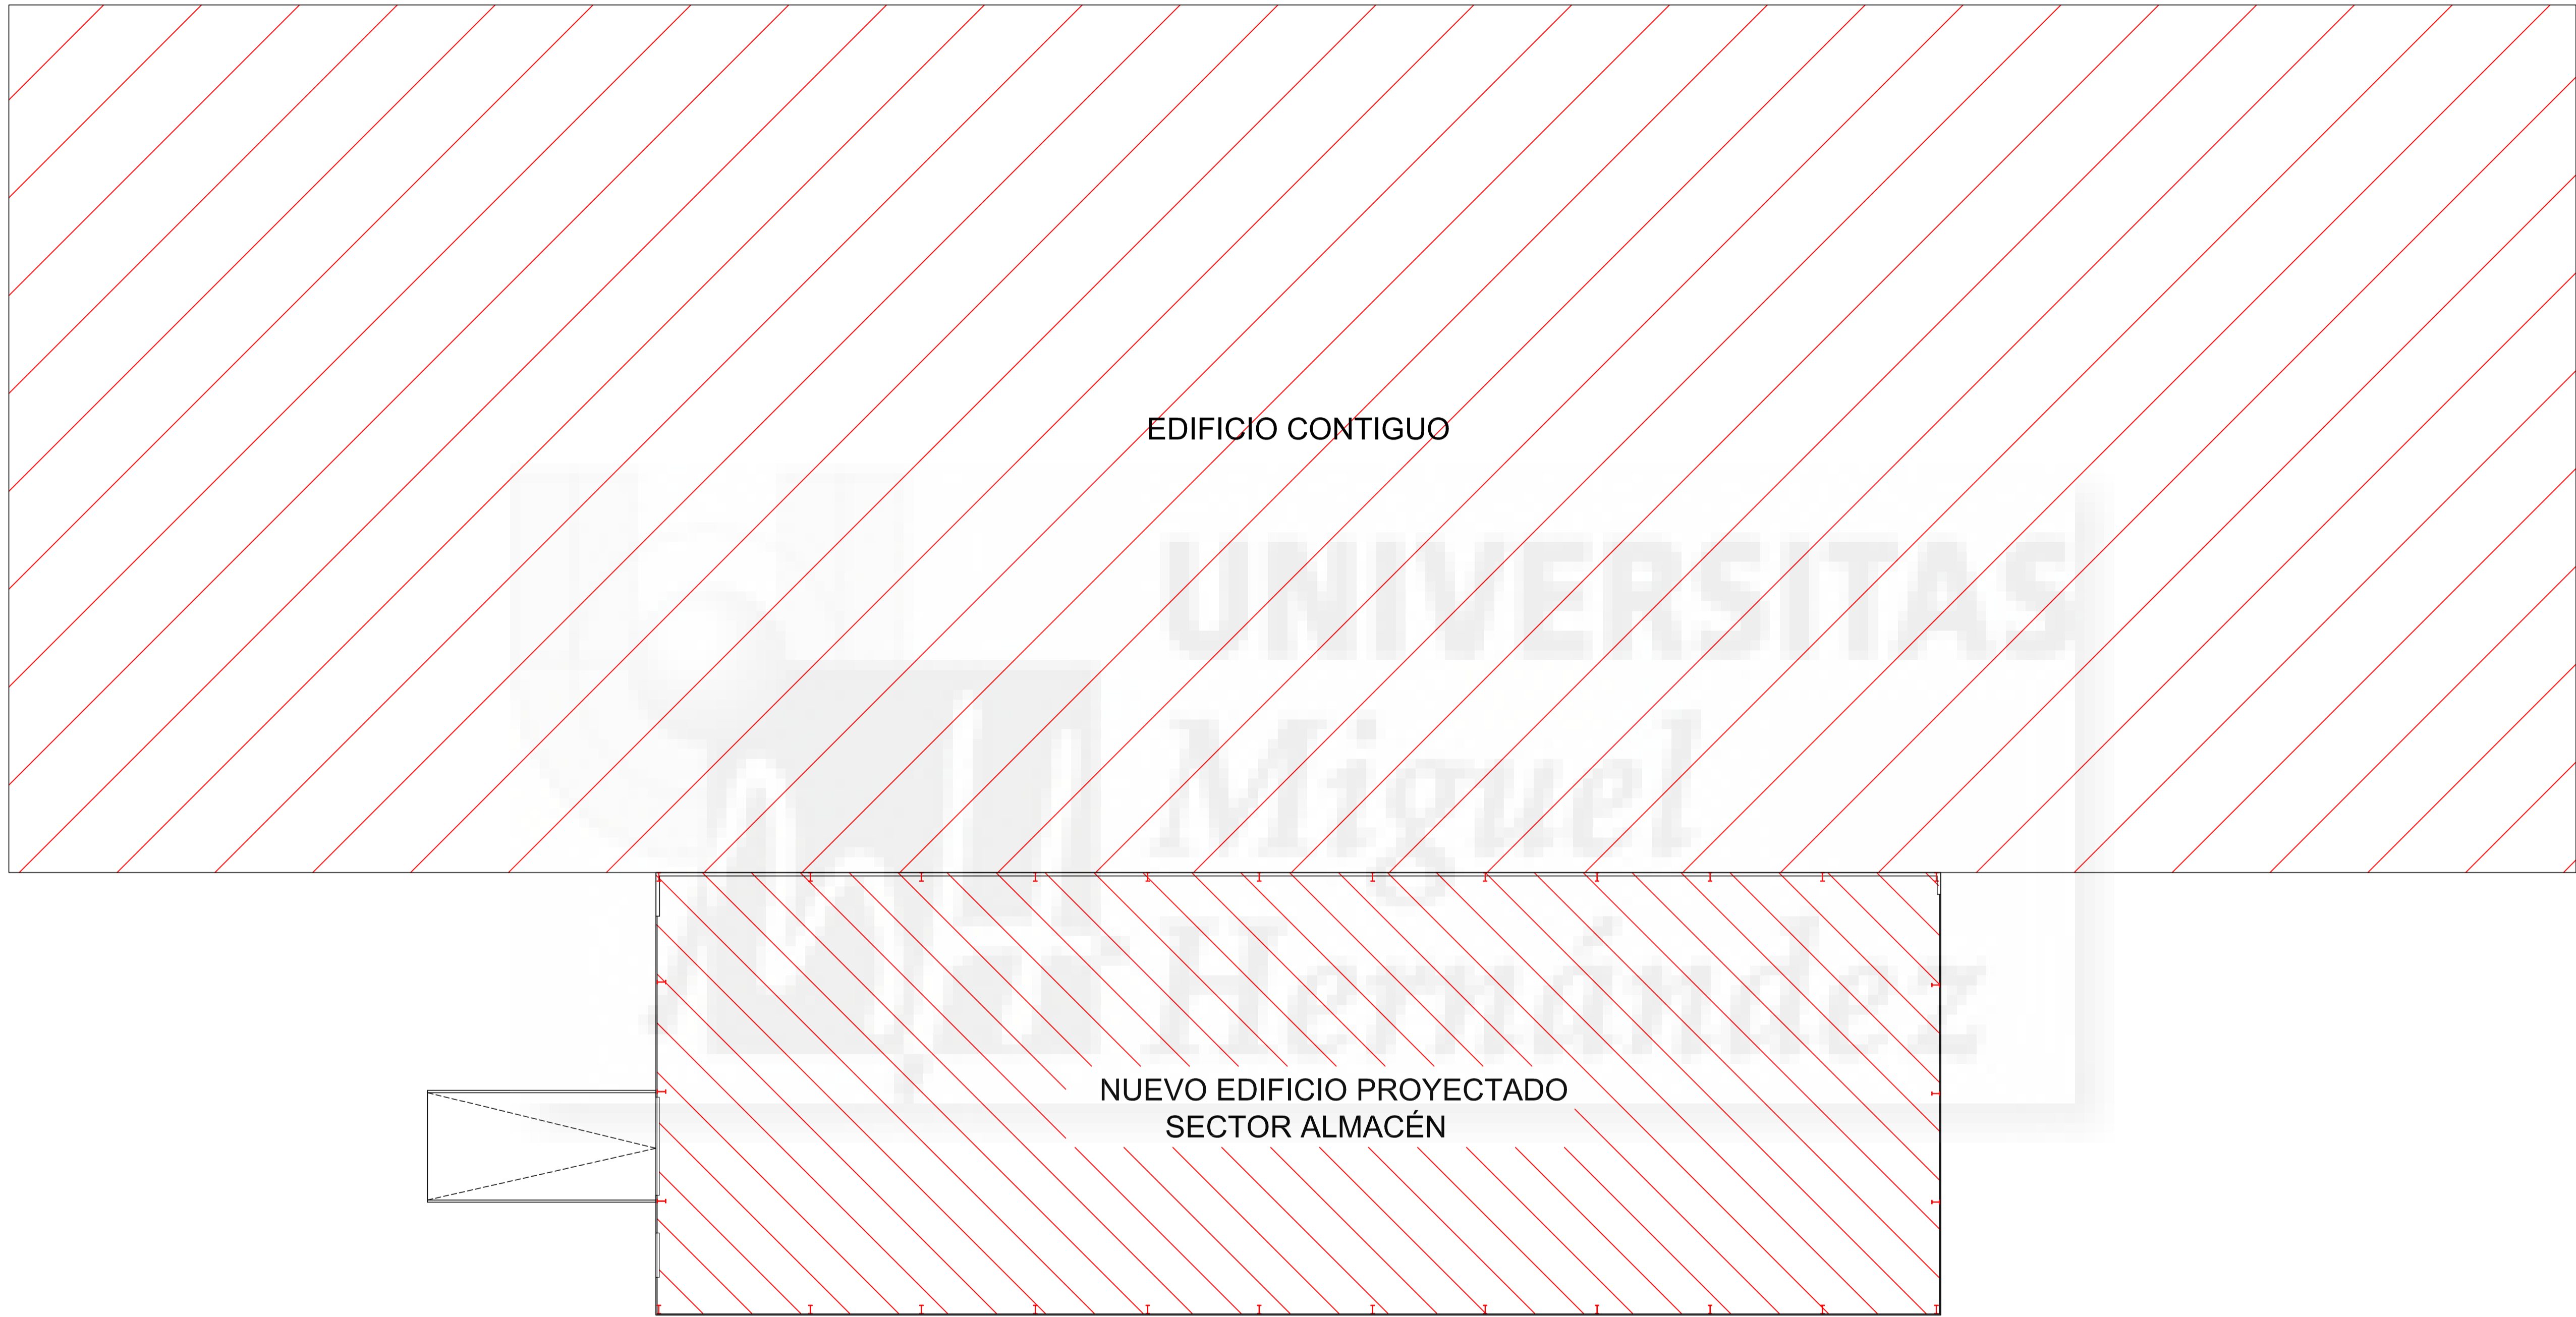 EDIFICIO CONTIGUO
UNIVERSITAS
Miguel
Hernández
NUEVO EDIFICIO PROYECTADO
SECTOR ALMACÉN